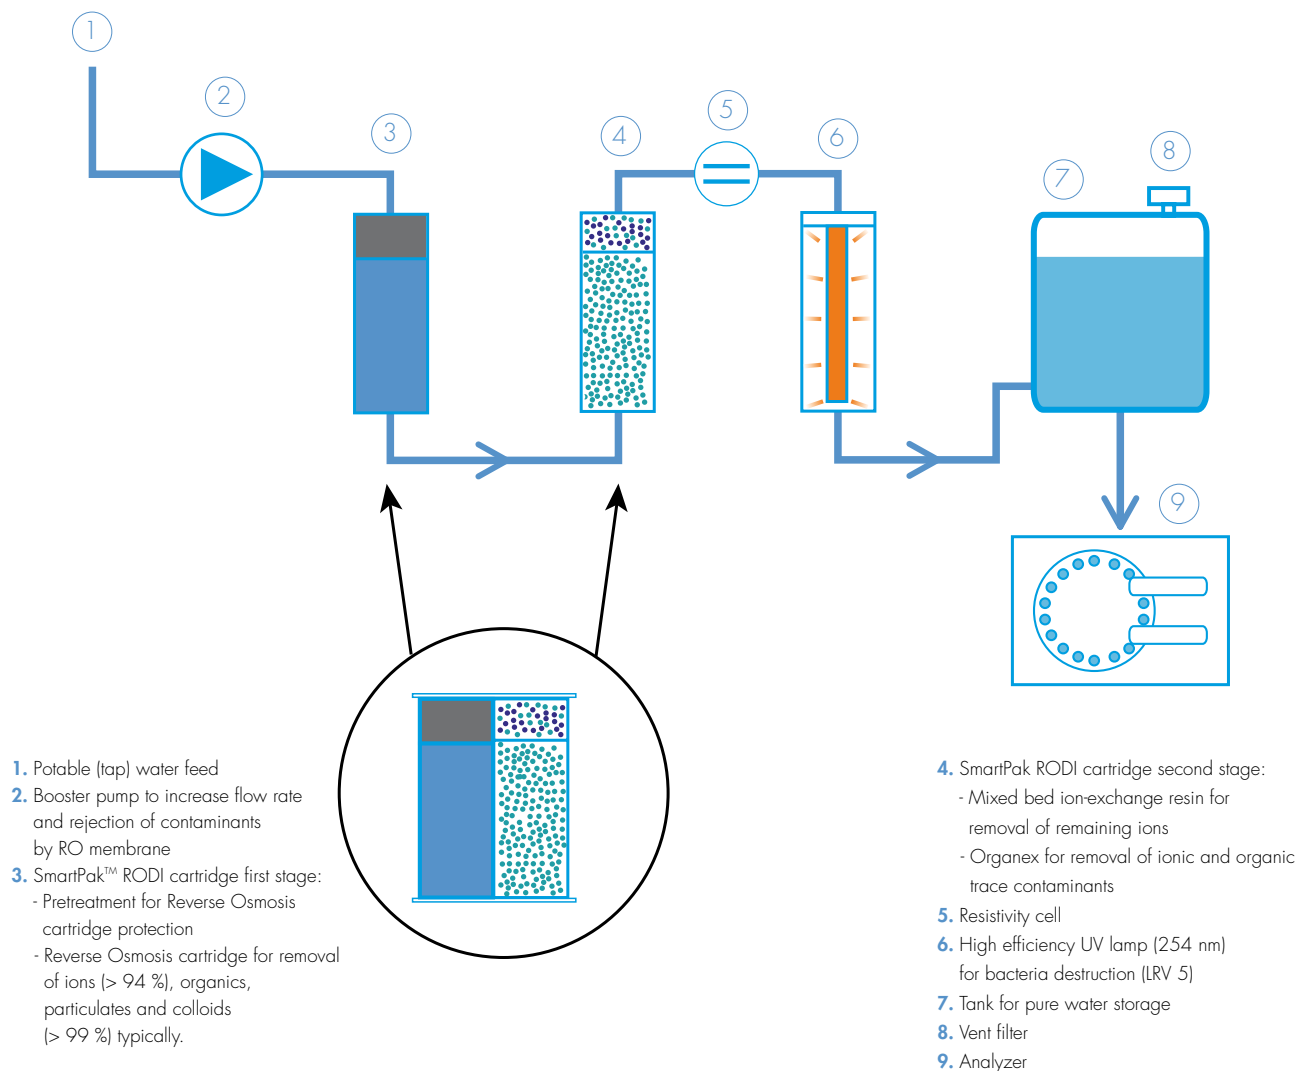 1
2
3
4
5
6
7
8
9
1. Potable (tap) water feed
2. Booster pump to increase flow rate
and rejection of contaminants
by RO membrane
3. SmartPak™ RODI cartridge first stage:
- Pretreatment for Reverse Osmosis
cartridge protection
- Reverse Osmosis cartridge for removal
of ions (> 94 %), organics,
particulates and colloids
(> 99 %) typically.
4. SmartPak RODI cartridge second stage:
- Mixed bed ion-exchange resin for
removal of remaining ions
- Organex for removal of ionic and organic
trace contaminants
5. Resistivity cell
6. High efficiency UV lamp (254 nm)
for bacteria destruction (LRV 5)
7. Tank for pure water storage
8. Vent filter
9. Analyzer